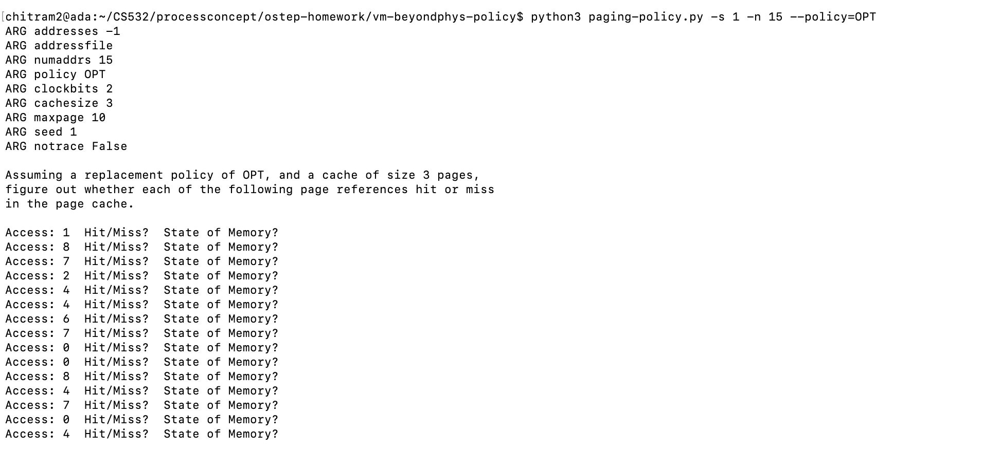 [chitram2@ada:~/CS532/processconcept/ostep-homework/vm-beyondphys-policy$ python3 paging-policy.py -s 1 -n 15 --policy=OPT
ARG addresses -1
ARG addressfile
ARG numaddrs 15
ARG policy OPT
ARG clockbits 2
ARG cachesize 3
ARG maxpage 10
ARG seed 1
ARG notrace False
Assuming a replacement policy of OPT, and a cache of size 3 pages,
figure out whether each of the following page references hit or miss
in the page cache.
Access: 1  Hit/Miss?  State of Memory?
Access: 8  Hit/Miss?  State of Memory?
Access: 7  Hit/Miss?  State of Memory?
Access: 2  Hit/Miss?  State of Memory?
Access: 4  Hit/Miss?  State of Memory?
Access: 4  Hit/Miss?  State of Memory?
Access: 6  Hit/Miss?  State of Memory?
Access: 7  Hit/Miss?  State of Memory?
Access: 0  Hit/Miss?  State of Memory?
Access: 0  Hit/Miss?  State of Memory?
Access: 8  Hit/Miss?  State of Memory?
Access: 4  Hit/Miss?  State of Memory?
Access: 7  Hit/Miss?  State of Memory?
Access: 0  Hit/Miss?  State of Memory?
Access: 4  Hit/Miss?  State of Memory?